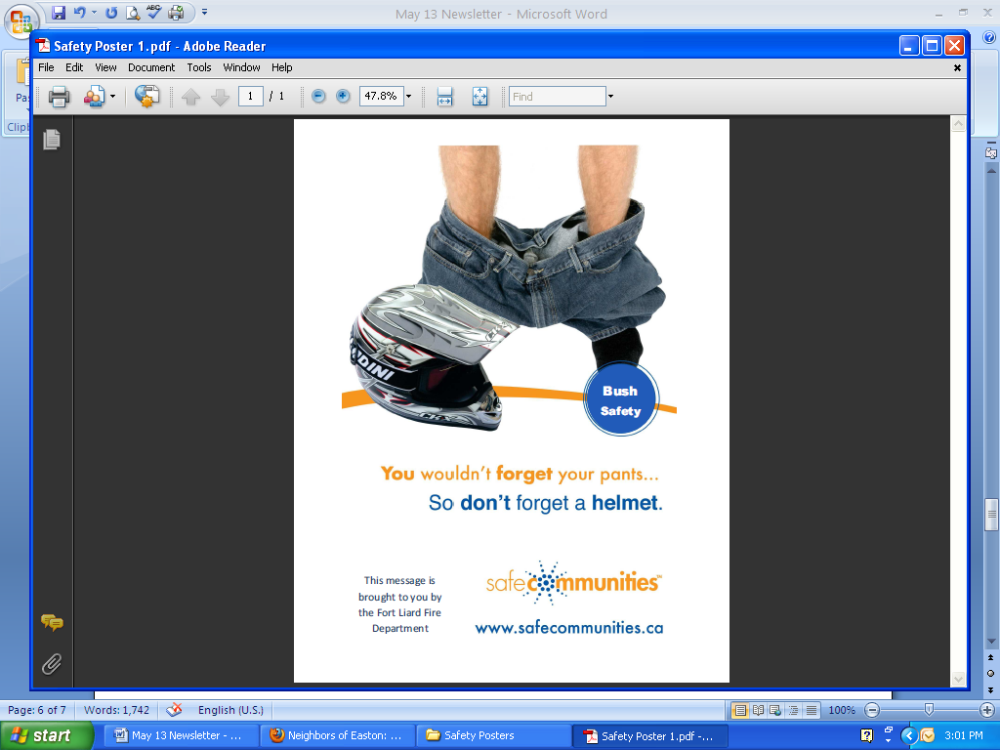 May 13 Newsletter - Microsoft Word
Safety Poster 1.pdf - Adobe Reader
File Edit View Document Tools Window Help
1 / 1 47.8% Find
Bush
Safety
You wouldn't forget your pants...
So don't forget a helmet.
This message is
brought to you by
the Fort Liard Fire
Department
safecommunities™
www.safecommunities.ca
Page: 6 of 7 Words: 1,742 English (U.S.) 100%
start May 13 Newsletter - ... Neighbors of Easton: ... Safety Posters Safety Poster 1.pdf -... 3:01 PM